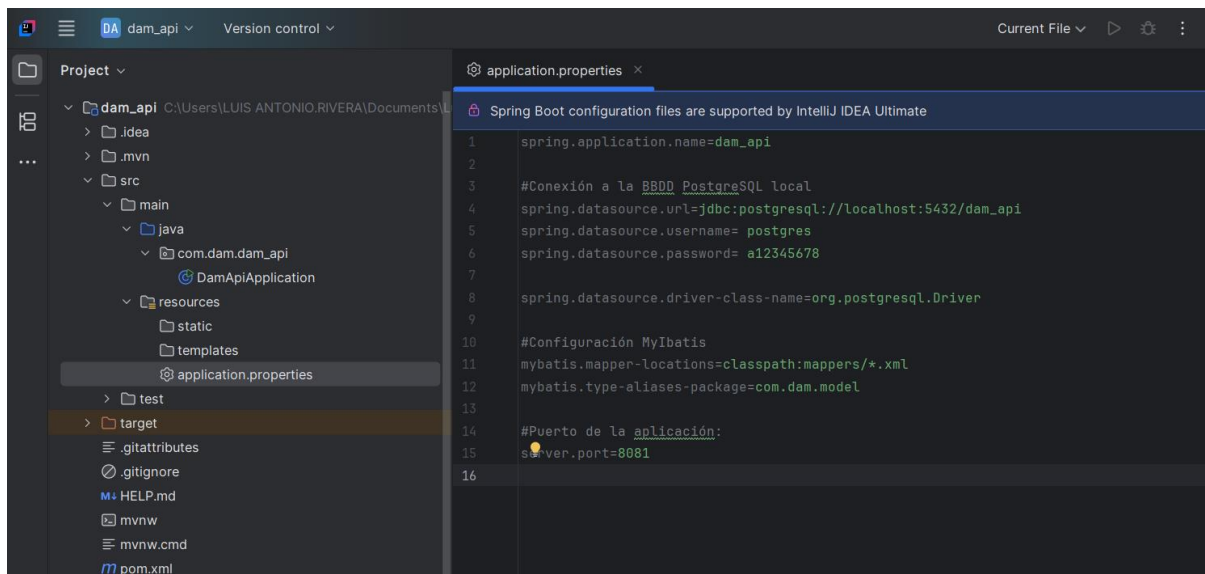 DA dam_api Version control Current File
Project
application.properties
dam_api C:\Users\LUIS ANTONIO.RIVERA\Documents\L
Spring Boot configuration files are supported by IntelliJ IDEA Ultimate
.idea
.mvn
src
main
java
com.dam.dam_api
DamApiApplication
resources
static
templates
application.properties
test
target
.gitattributes
.gitignore
M↓ HELP.md
mvnw
mvnw.cmd
m pom.xml
1 spring.application.name=dam_api
2
3 #Conexión a la BBDD PostgreSQL local
4 spring.datasource.url=jdbc:postgresql://localhost:5432/dam_api
5 spring.datasource.username= postgres
6 spring.datasource.password= a12345678
7
8 spring.datasource.driver-class-name=org.postgresql.Driver
9
10 #Configuración MyIbatis
11 mybatis.mapper-locations=classpath:mappers/*.xml
12 mybatis.type-aliases-package=com.dam.model
13
14 #Puerto de la aplicación:
15 server.port=8081
16